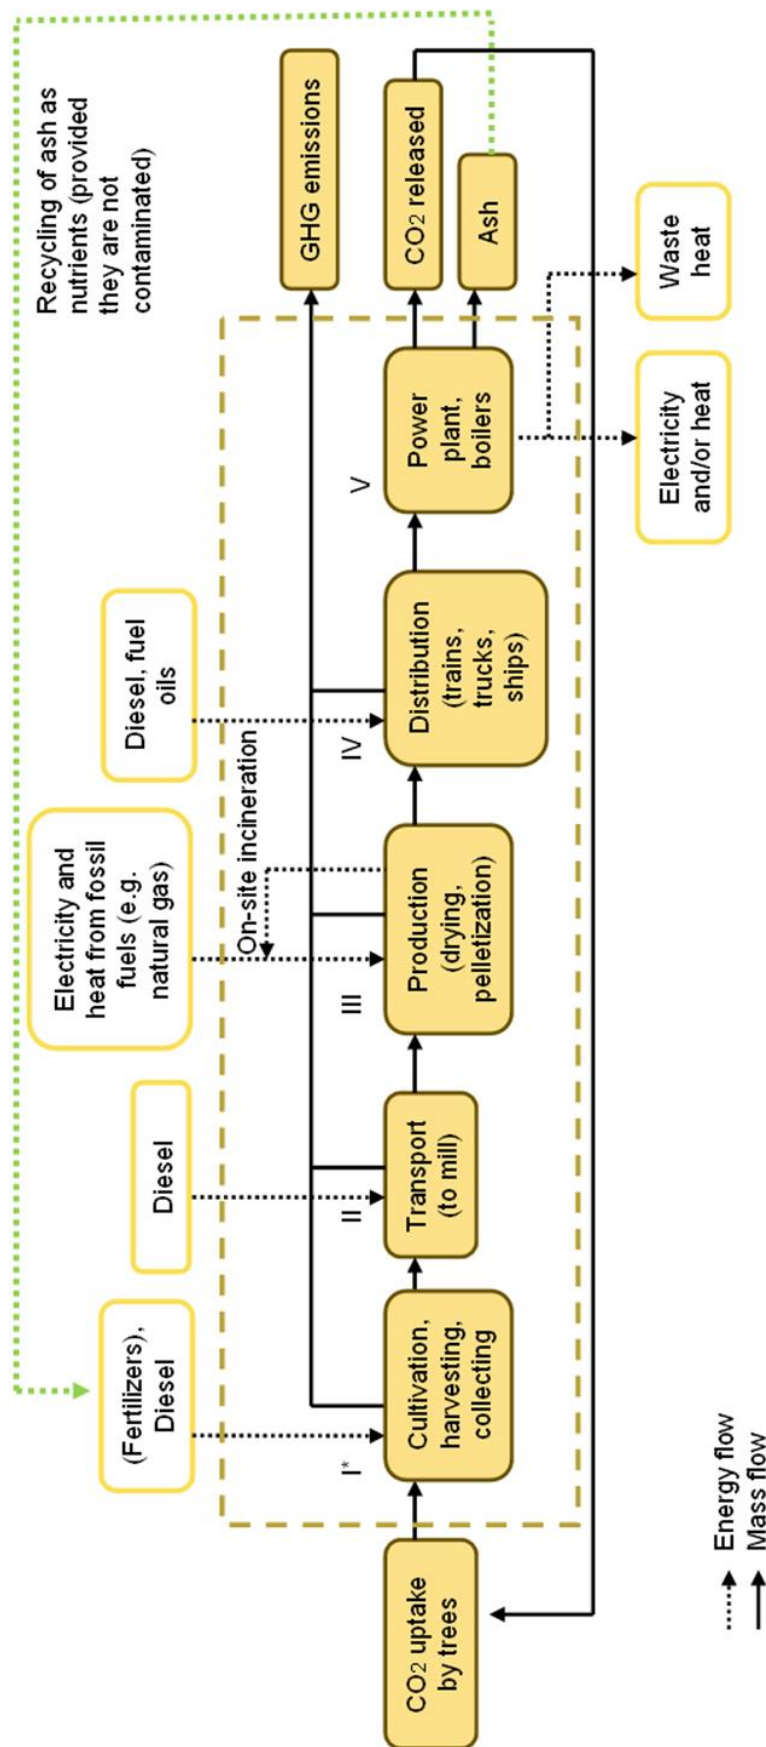 Recycling of ash as
nutrients (provided
they are not
contaminated)
(Fertilizers),
Diesel
Diesel
Electricity and
heat from fossil
fuels (e.g.
natural gas)
Diesel, fuel
oils
On-site incineration
GHG emissions
I*
II
III
IV
V
CO2 uptake
by trees
Cultivation,
harvesting,
collecting
Transport
(to mill)
Production
(drying,
pelletization)
Distribution
(trains,
trucks,
ships)
Power
plant,
boilers
CO2 released
Ash
Electricity
and/or heat
Waste
heat
Energy flow
Mass flow